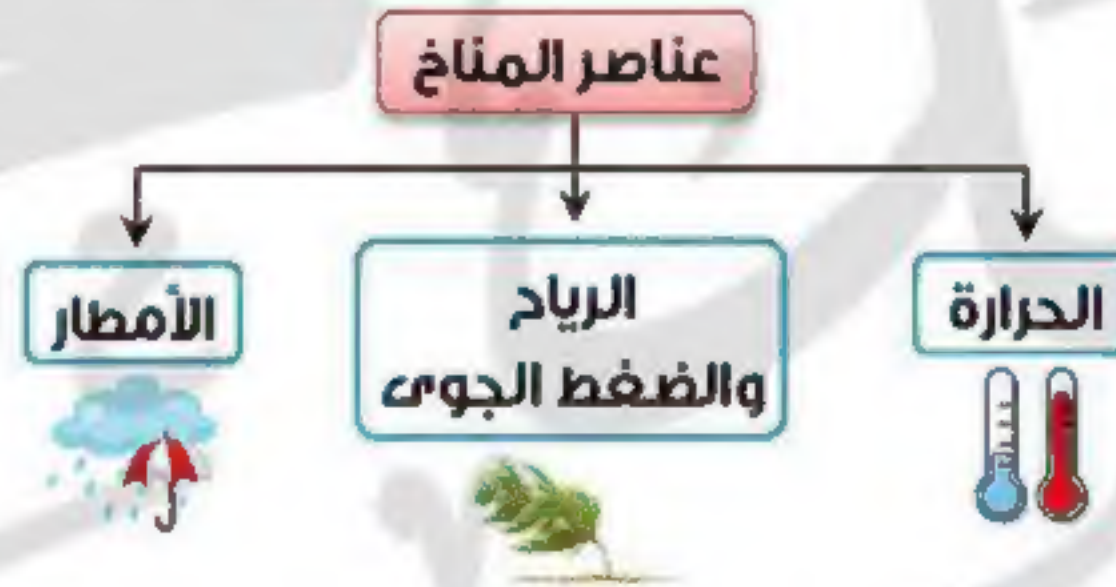 عناصر المناخ
الحرارة
الرياح
والضغط الجوى
الأمطار